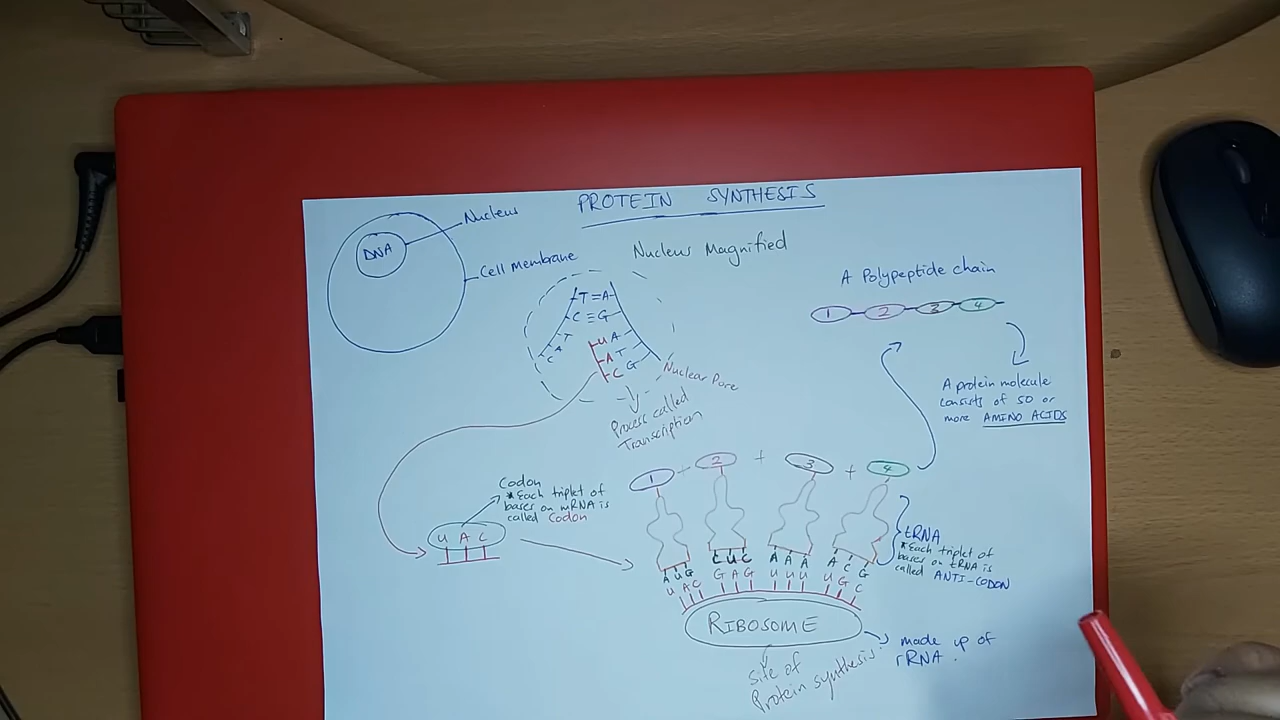 PROTEIN SYNTHESIS
Nucleus
DNA
Cell membrane
Nucleus Magnified
T=A
C≡G
U A
A T
C G
T
A
C
Nuclear Pore
Process called
Transcription
A Polypeptide chain
1 2 3 4
A protein molecule
consists of 50 or
more AMINO ACIDS
Codon
*Each triplet of
bases on mRNA is
called Codon
U A C
1 + 2 + 3 + 4
tRNA
*Each triplet of
bases on tRNA is
called ANTI-CODON
A U G C U C A A A A C G
U A C G A G U U U U G C
RIBOSOME
made up of
rRNA.
site of
Protein synthesis